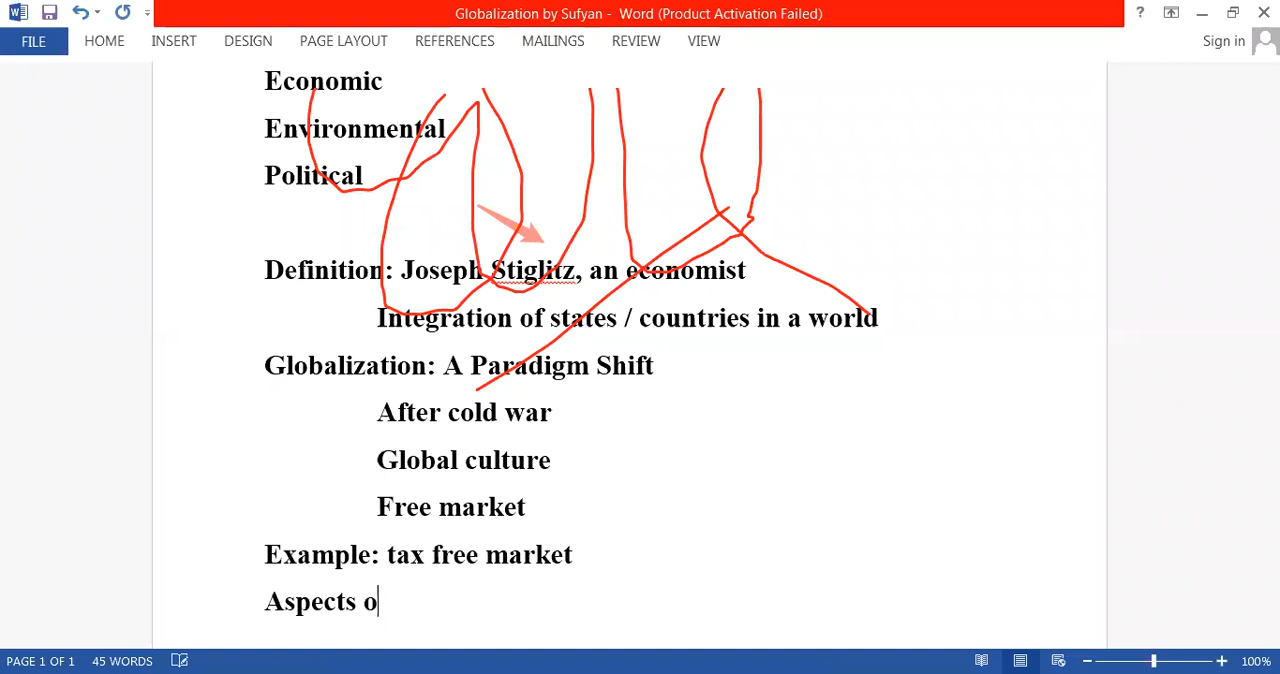 Globalization by Sufyan - Word (Product Activation Failed)
?
FILE HOME INSERT DESIGN PAGE LAYOUT REFERENCES MAILINGS REVIEW VIEW Sign in
Economic
Environmental
Political
Definition: Joseph Stiglitz, an economist
Integration of states / countries in a world
Globalization: A Paradigm Shift
After cold war
Global culture
Free market
Example: tax free market
Aspects o
PAGE 1 OF 1 45 WORDS 100%